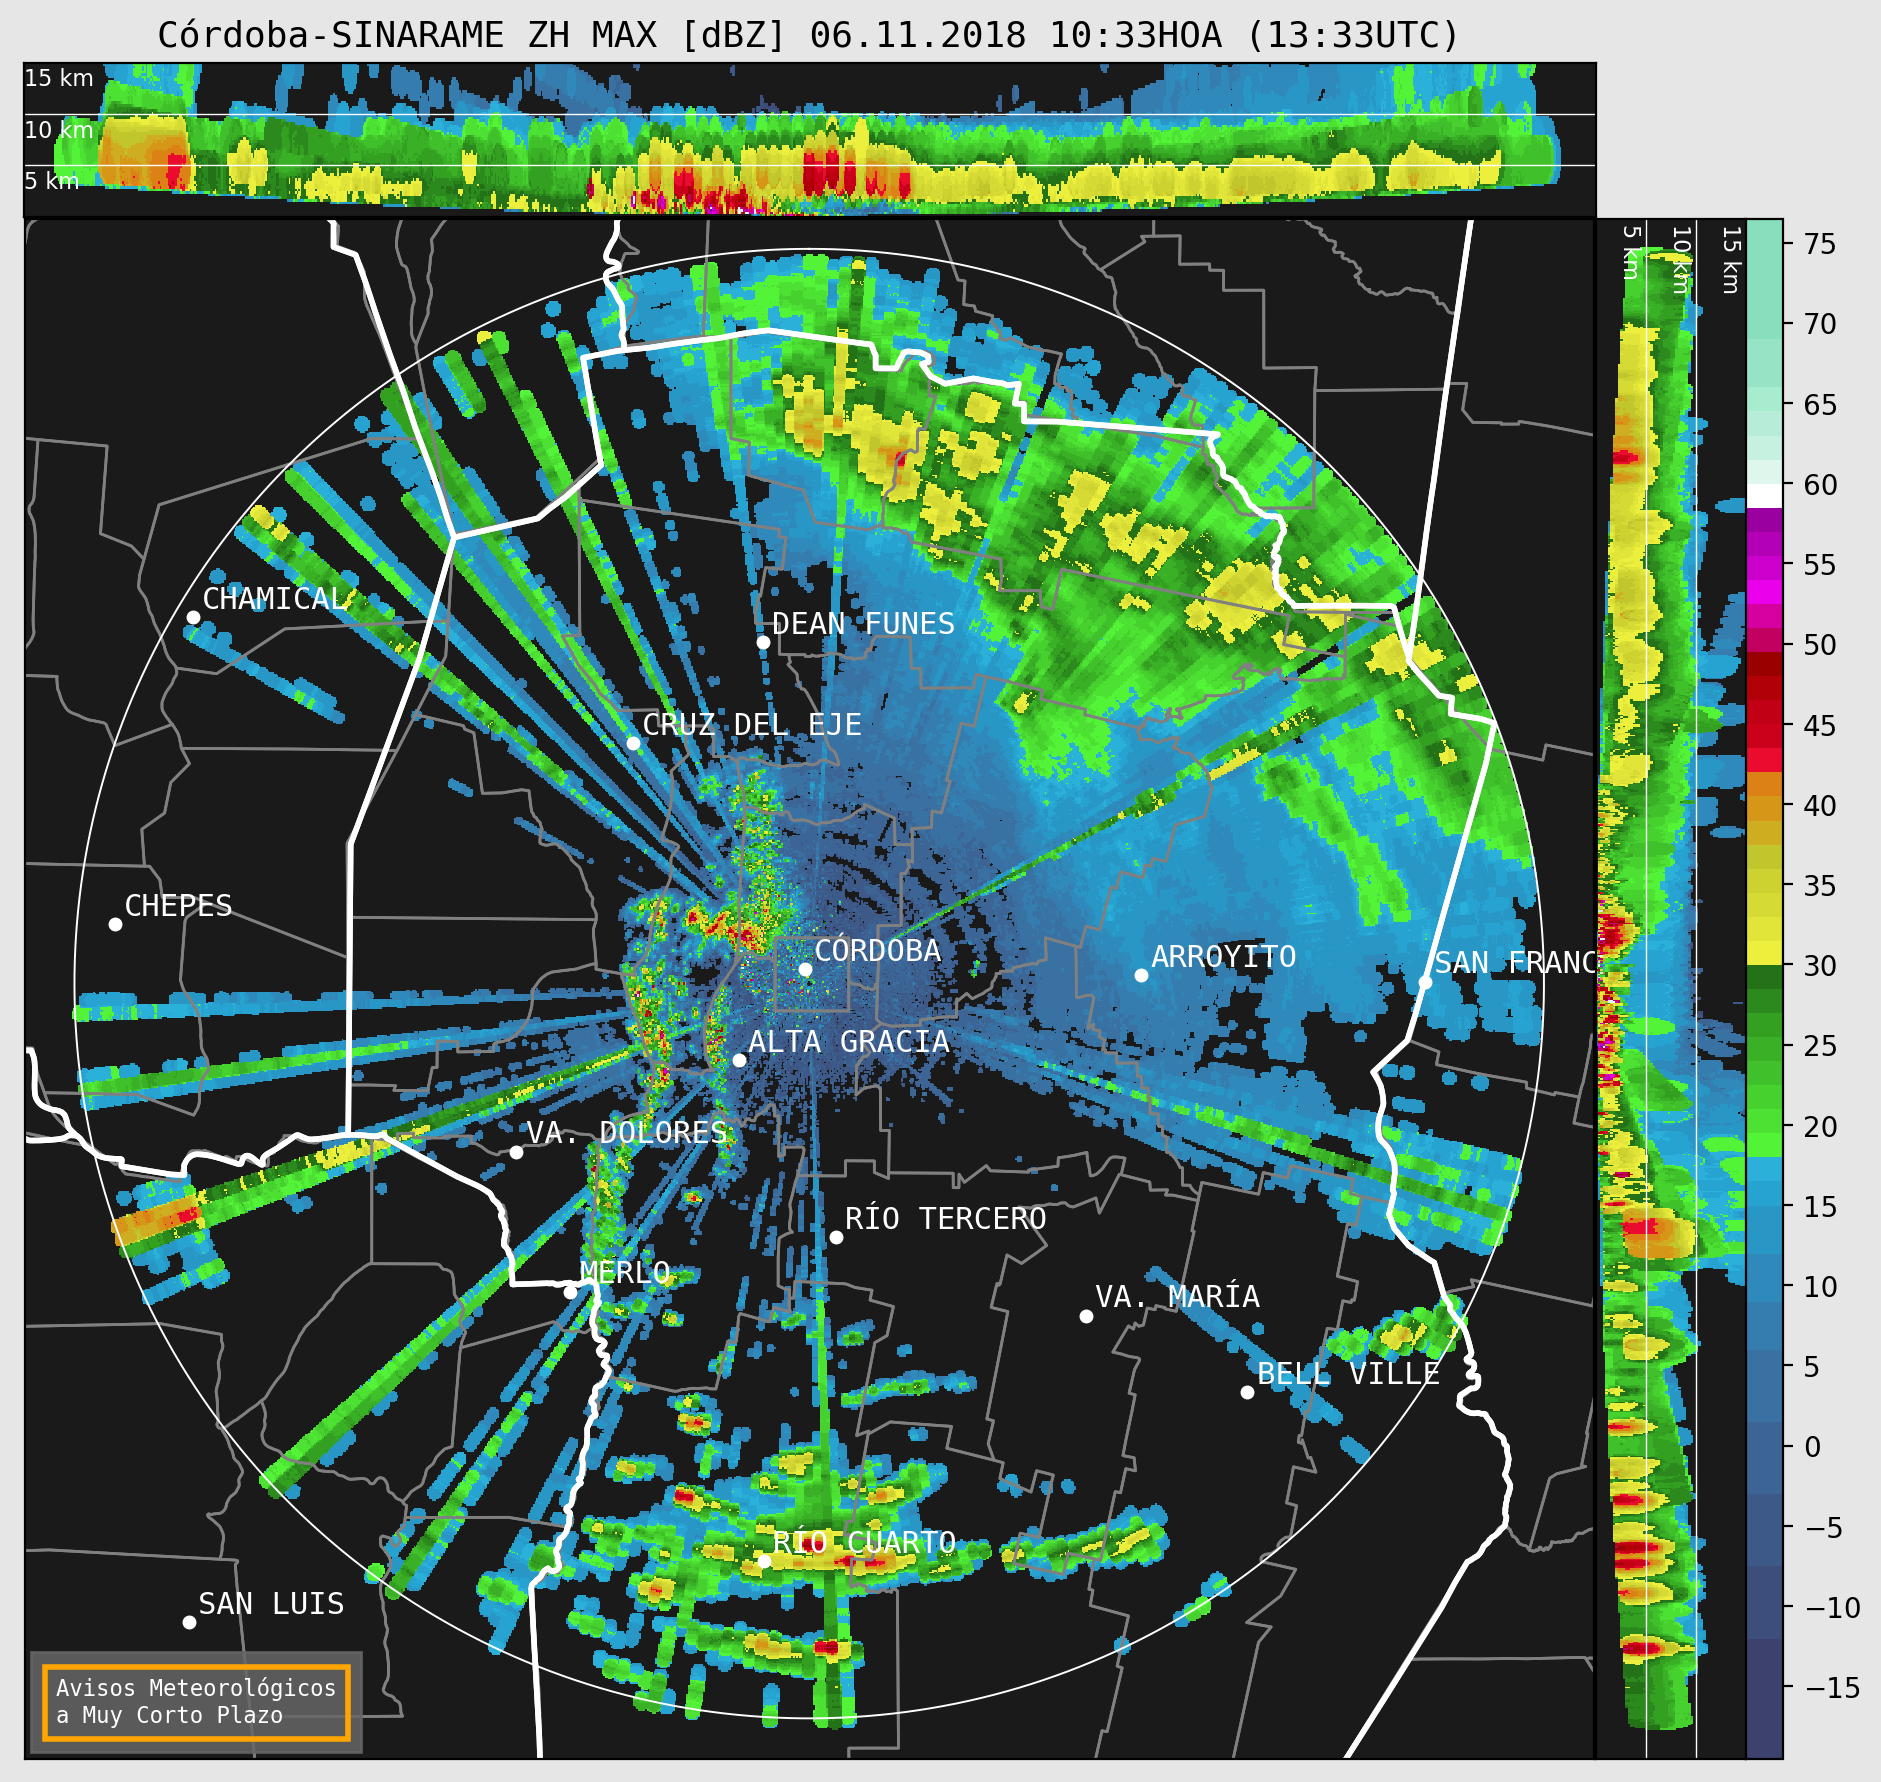 Córdoba-SINARAME ZH MAX [dBZ] 06.11.2018 10:33HOA (13:33UTC)
15 km
10 km
5 km
5 km
10 km
15 km
75
70
65
60
55
50
45
40
35
30
25
20
15
10
5
0
−5
−10
−15
CHAMICAL
DEAN FUNES
CRUZ DEL EJE
CHEPES
CÓRDOBA
ARROYITO
SAN FRANC
ALTA GRACIA
VA. DOLORES
RÍO TERCERO
MERLO
VA. MARÍA
BELL VILLE
RÍO CUARTO
SAN LUIS
Avisos Meteorológicos
a Muy Corto Plazo